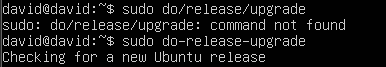 david@david:~$ sudo do/release/upgrade
sudo: do/release/upgrade: command not found
david@david:~$ sudo do-release-upgrade
Checking for a new Ubuntu release